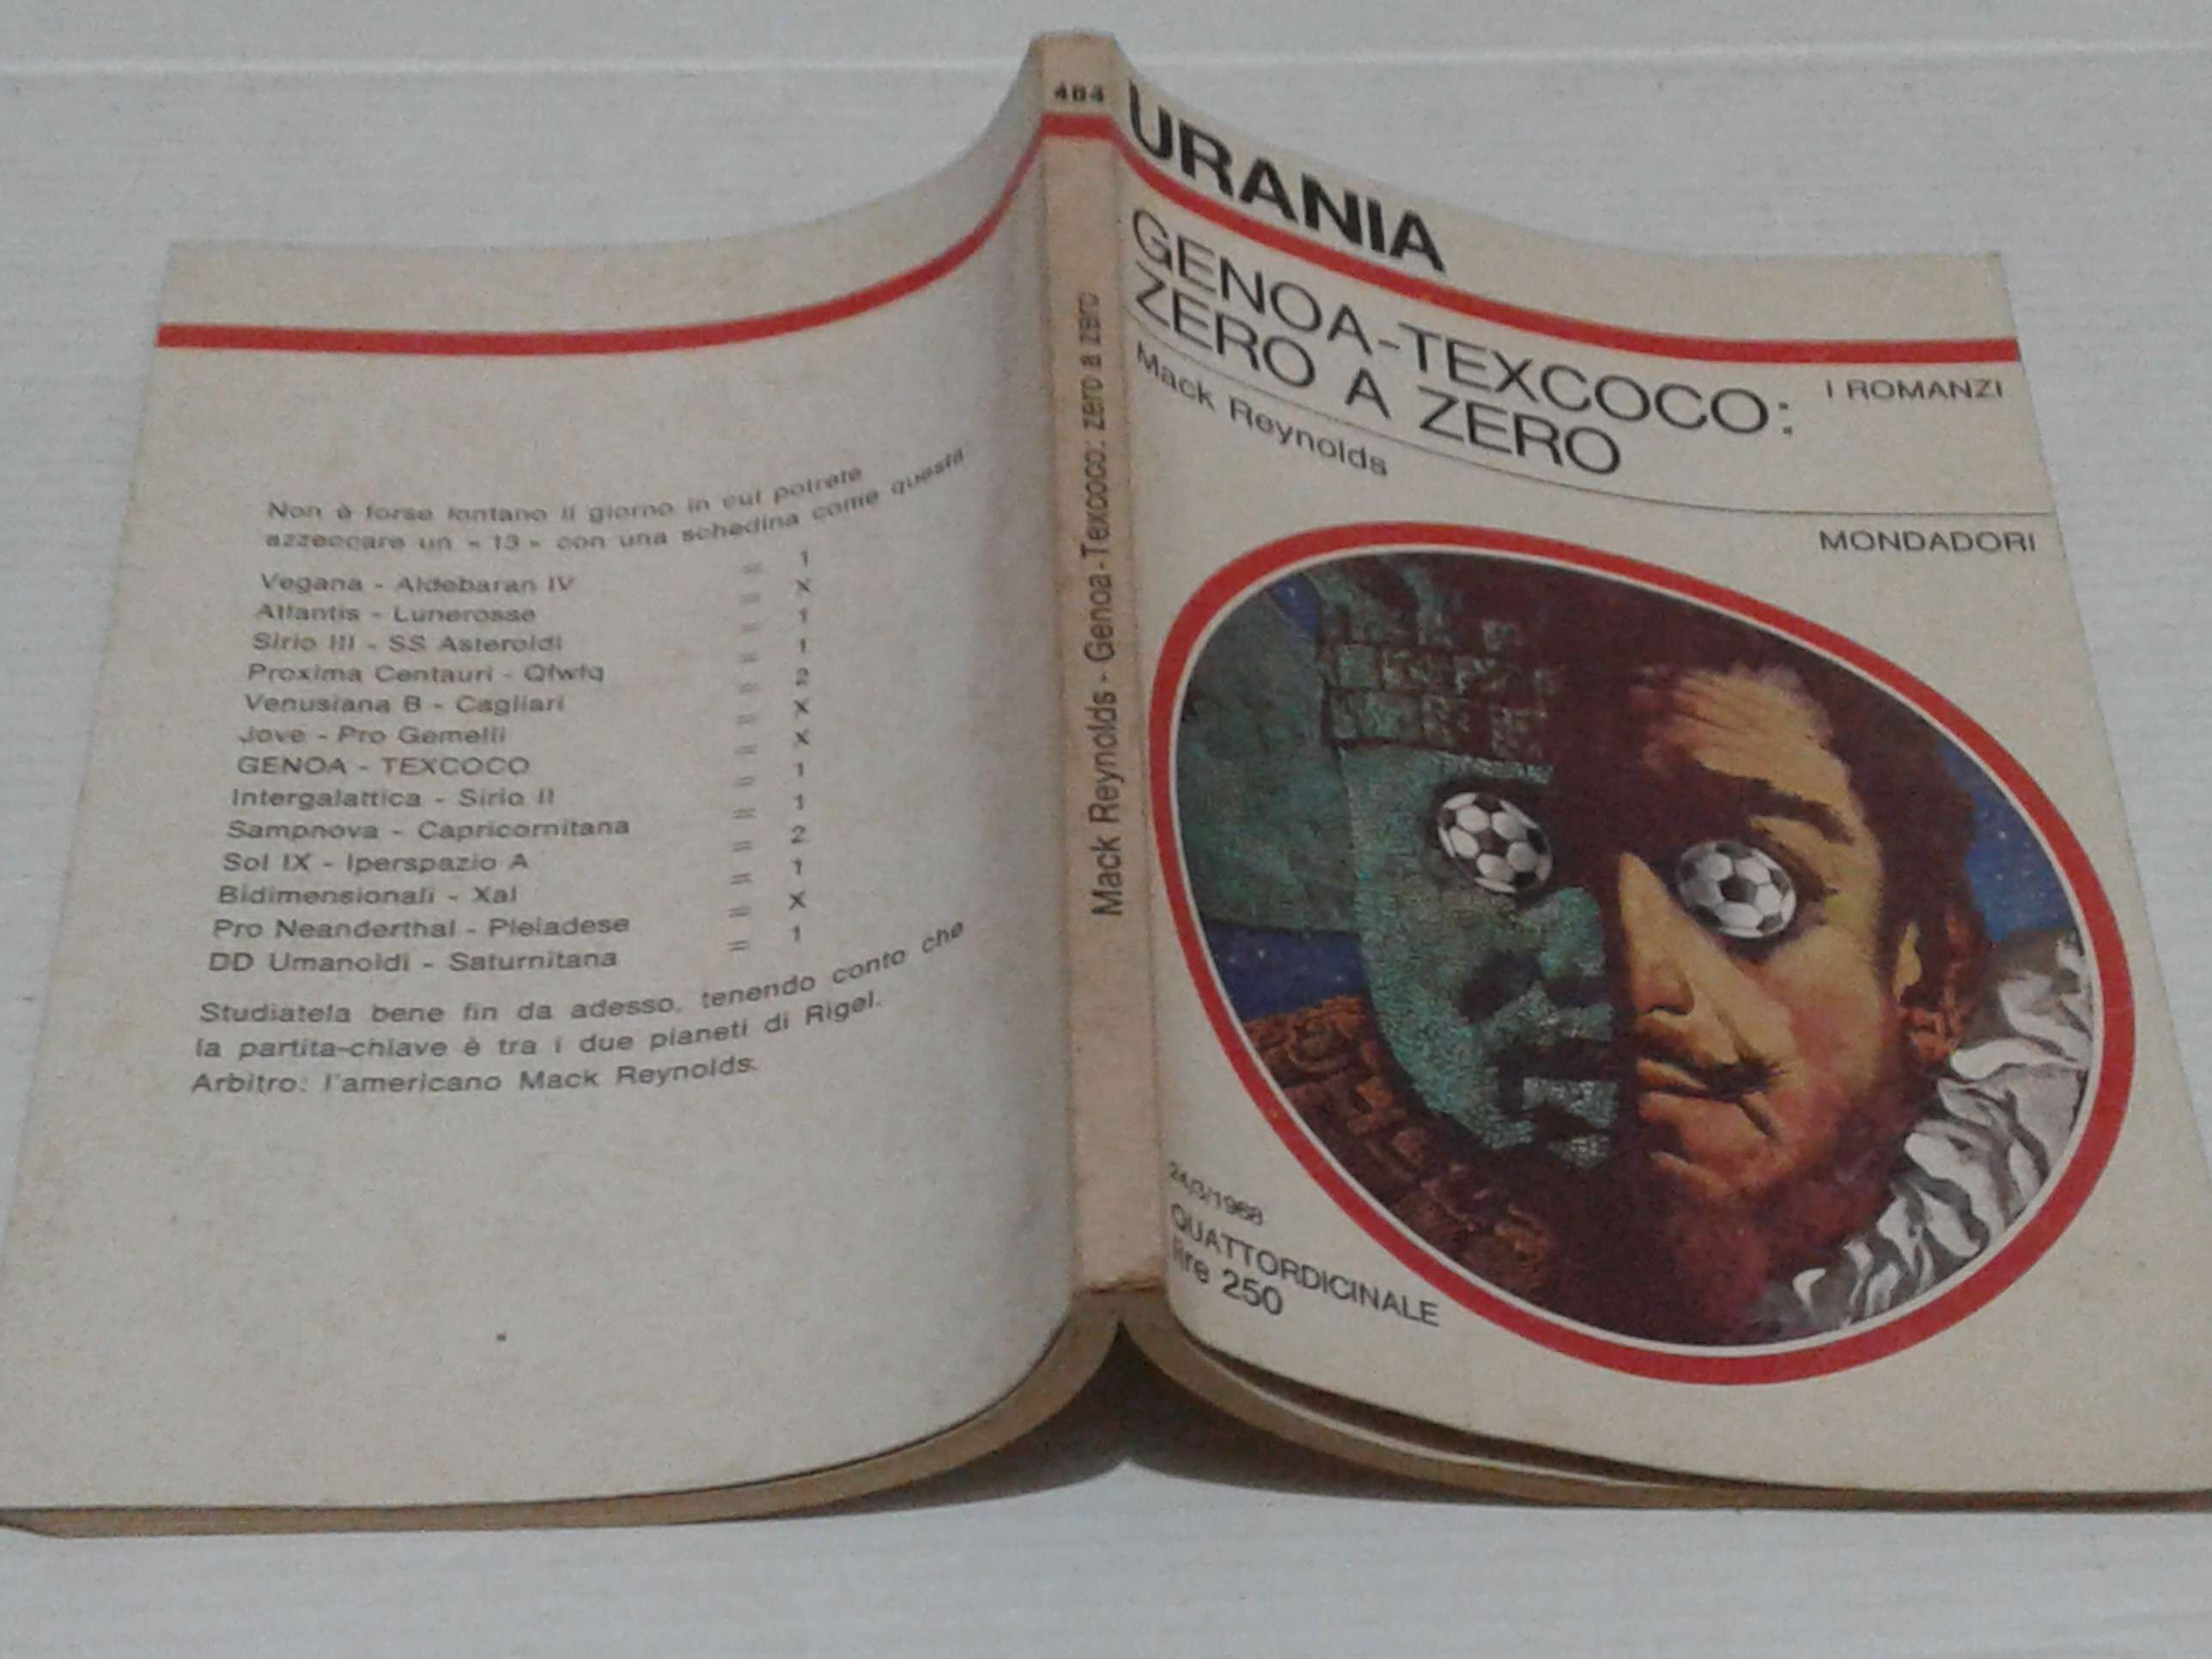 Non è forse lontano il giorno in cui potrete
azzeccare un « 13 » con una schedina come questa:
Vegana - Aldebaran IV = 1
Atlantis - Lunerosse = X
Sirio III - SS Asteroidi = 1
Proxima Centauri - Qfwfq = 1
Venusiana B - Cagliari = 2
Jove - Pro Gemelli = X
GENOA - TEXCOCO = X
Intergalattica - Sirio II = 1
Sampnova - Capricornitana = 1
Sol IX - Iperspazio A = 2
Bidimensionali - Xal = 1
Pro Neanderthal - Pleiadese = X
DD Umanoidi - Saturnitana = 1
Studiatela bene fin da adesso, tenendo conto che
la partita-chiave è tra i due pianeti di Rigel.
Arbitro: l'americano Mack Reynolds.
484
Mack Reynolds - Genoa-Texcoco: zero a zero
URANIA
GENOA-TEXCOCO:
ZERO A ZERO
Mack Reynolds
I ROMANZI
MONDADORI
24/3/1968
QUATTORDICINALE
lire 250